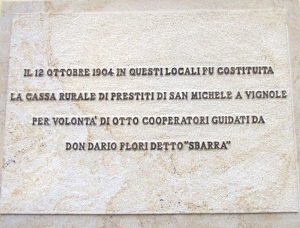 IL 12 OTTOBRE 1904 IN QUESTI LOCALI FU COSTITUITA
LA CASSA RURALE DI PRESTITI DI SAN MICHELE A VIGNOLE
PER VOLONTA' DI OTTO COOPERATORI GUIDATI DA
DON DARIO FLORI DETTO "SBARRA"